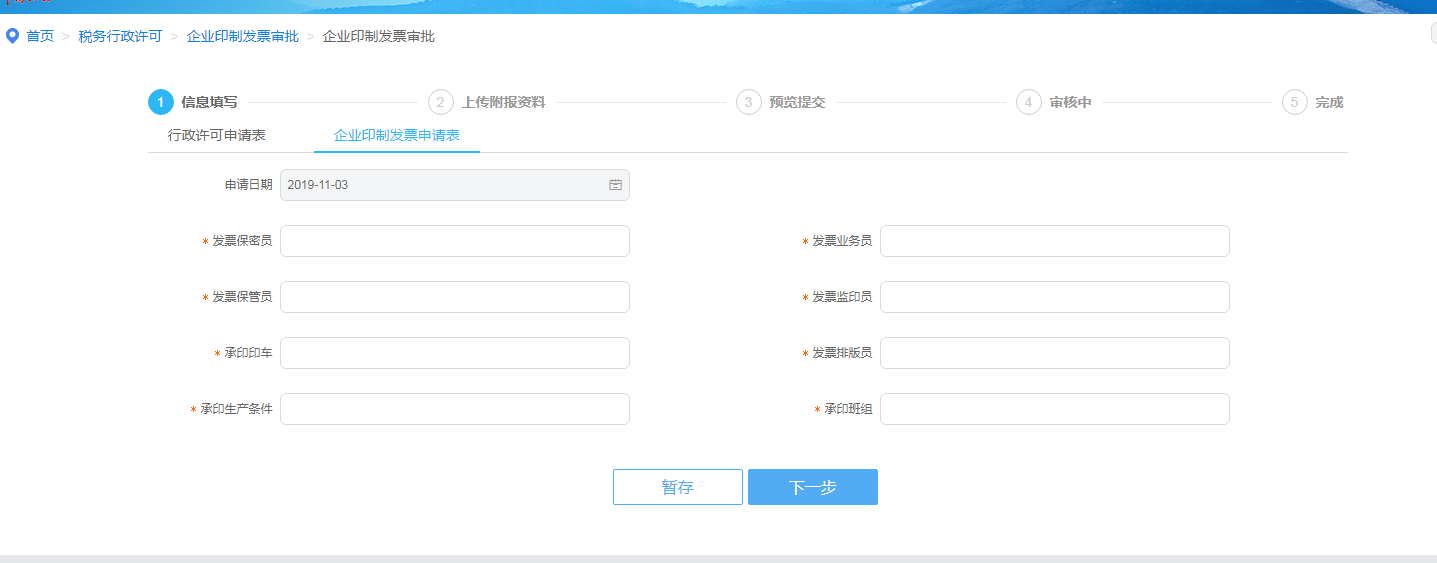 首页 > 税务行政许可 > 企业印制发票审批 > 企业印制发票审批
1 信息填写 2 上传附报资料 3 预览提交 4 审核中 5 完成
行政许可申请表 企业印制发票申请表
申请日期 2019-11-03
* 发票保密员 * 发票业务员
* 发票保管员 * 发票监印员
* 承印印车 * 发票排版员
* 承印生产条件 * 承印班组
暂存 下一步